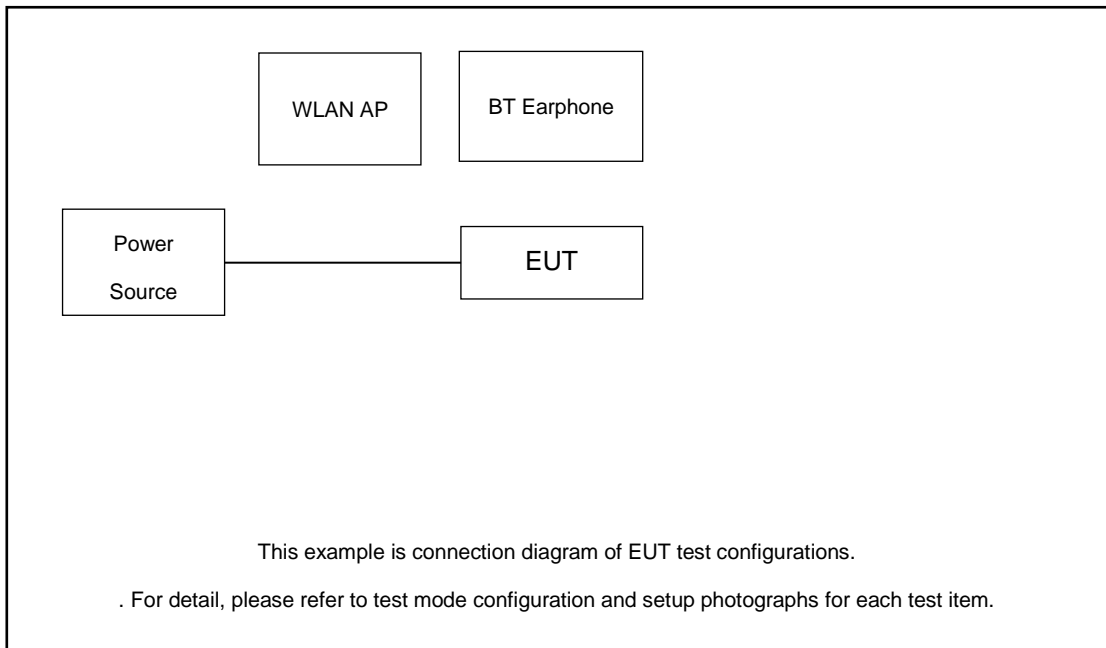 WLAN AP
BT Earphone
Power
Source
EUT
This example is connection diagram of EUT test configurations.
. For detail, please refer to test mode configuration and setup photographs for each test item.